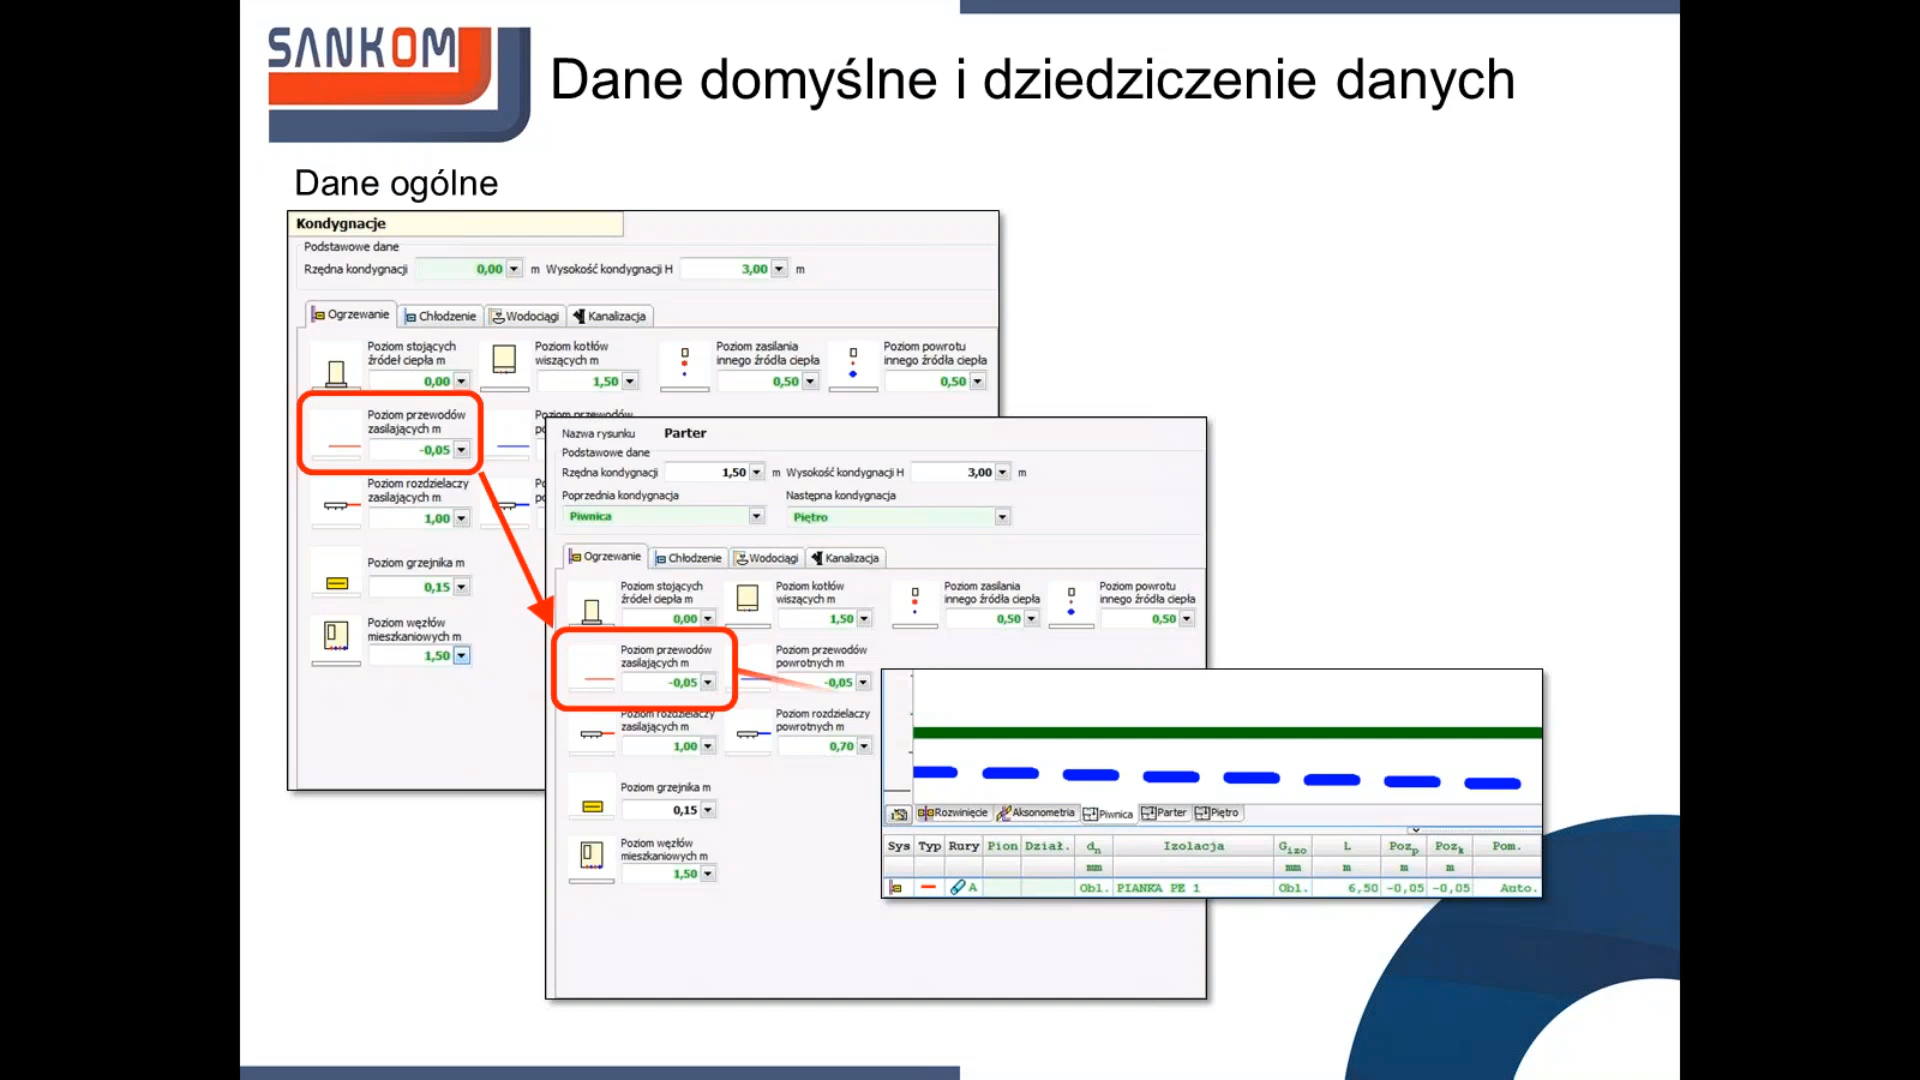 SANKOM
Dane domyślne i dziedziczenie danych
Dane ogólne
Kondygnacje
Podstawowe dane
Rzędna kondygnacji 0,00 m Wysokość kondygnacji H 3,00 m
Ogrzewanie Chłodzenie Wodociągi Kanalizacja
Poziom stojących źródeł ciepła m 0,00
Poziom kotłów wiszących m 1,50
Poziom zasilania innego źródła ciepła 0,50
Poziom powrotu innego źródła ciepła 0,50
Poziom przewodów zasilających m -0,05
Poziom przewodów
Poziom rozdzielaczy zasilających m 1,00
Poziom grzejnika m 0,15
Poziom węzłów mieszkaniowych m 1,50
Nazwa rysunku Parter
Podstawowe dane
Rzędna kondygnacji 1,50 m Wysokość kondygnacji H 3,00 m
Poprzednia kondygnacja Następna kondygnacja
Piwnica Piętro
Ogrzewanie Chłodzenie Wodociągi Kanalizacja
Poziom stojących źródeł ciepła m 0,00
Poziom kotłów wiszących m 1,50
Poziom zasilania innego źródła ciepła 0,50
Poziom powrotu innego źródła ciepła 0,50
Poziom przewodów zasilających m -0,05
Poziom przewodów powrotnych m -0,05
Poziom rozdzielaczy zasilających m 1,00
Poziom rozdzielaczy powrotnych m 0,70
Poziom grzejnika m 0,15
Poziom węzłów mieszkaniowych m 1,50
Rozwinięcie Aksonometria Piwnica Parter Piętro
Sys Typ Rury Pion Dział. dn Izolacja Gizo L Pozp Pozk Pom.
mm mm m m m
A Obl. PIANKA PE 1 Obl. 6,50 -0,05 -0,05 Auto.